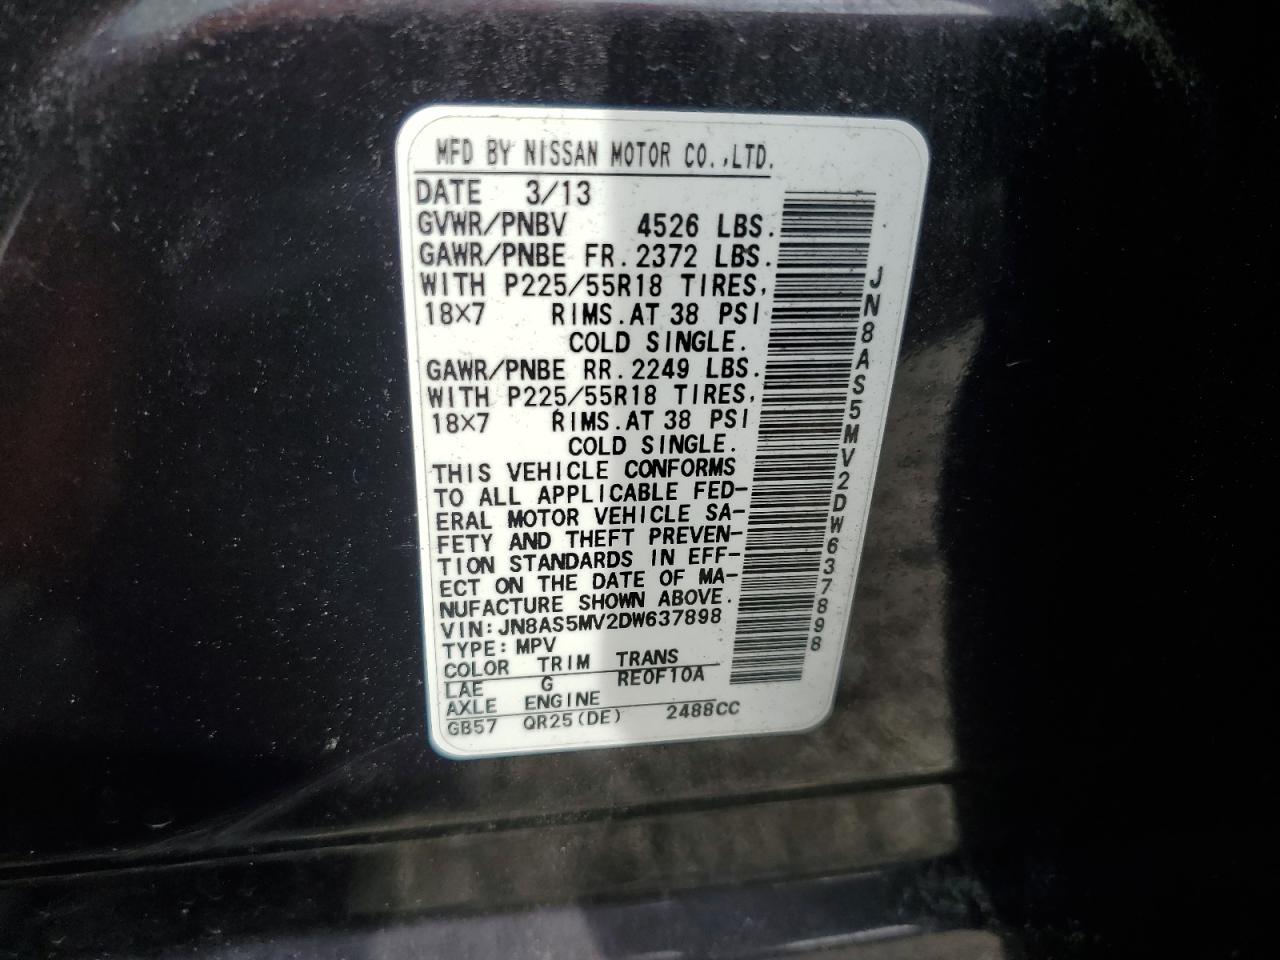 MFD BY NISSAN MOTOR CO.,LTD.
DATE 3/13
GVWR/PNBV 4526 LBS.
GAWR/PNBE FR.2372 LBS.
WITH P225/55R18 TIRES,
18×7 RIMS.AT 38 PSI
COLD SINGLE.
GAWR/PNBE RR.2249 LBS.
WITH P225/55R18 TIRES,
18×7 RIMS.AT 38 PSI
COLD SINGLE.
THIS VEHICLE CONFORMS
TO ALL APPLICABLE FED-
ERAL MOTOR VEHICLE SA-
FETY AND THEFT PREVEN-
TION STANDARDS IN EFF-
ECT ON THE DATE OF MA-
NUFACTURE SHOWN ABOVE.
VIN:JN8AS5MV2DW637898
TYPE:MPV
COLOR TRIM TRANS
LAE G RE0F10A
AXLE ENGINE
GB57 QR25(DE) 2488CC
JN8AS5MV2DW637898